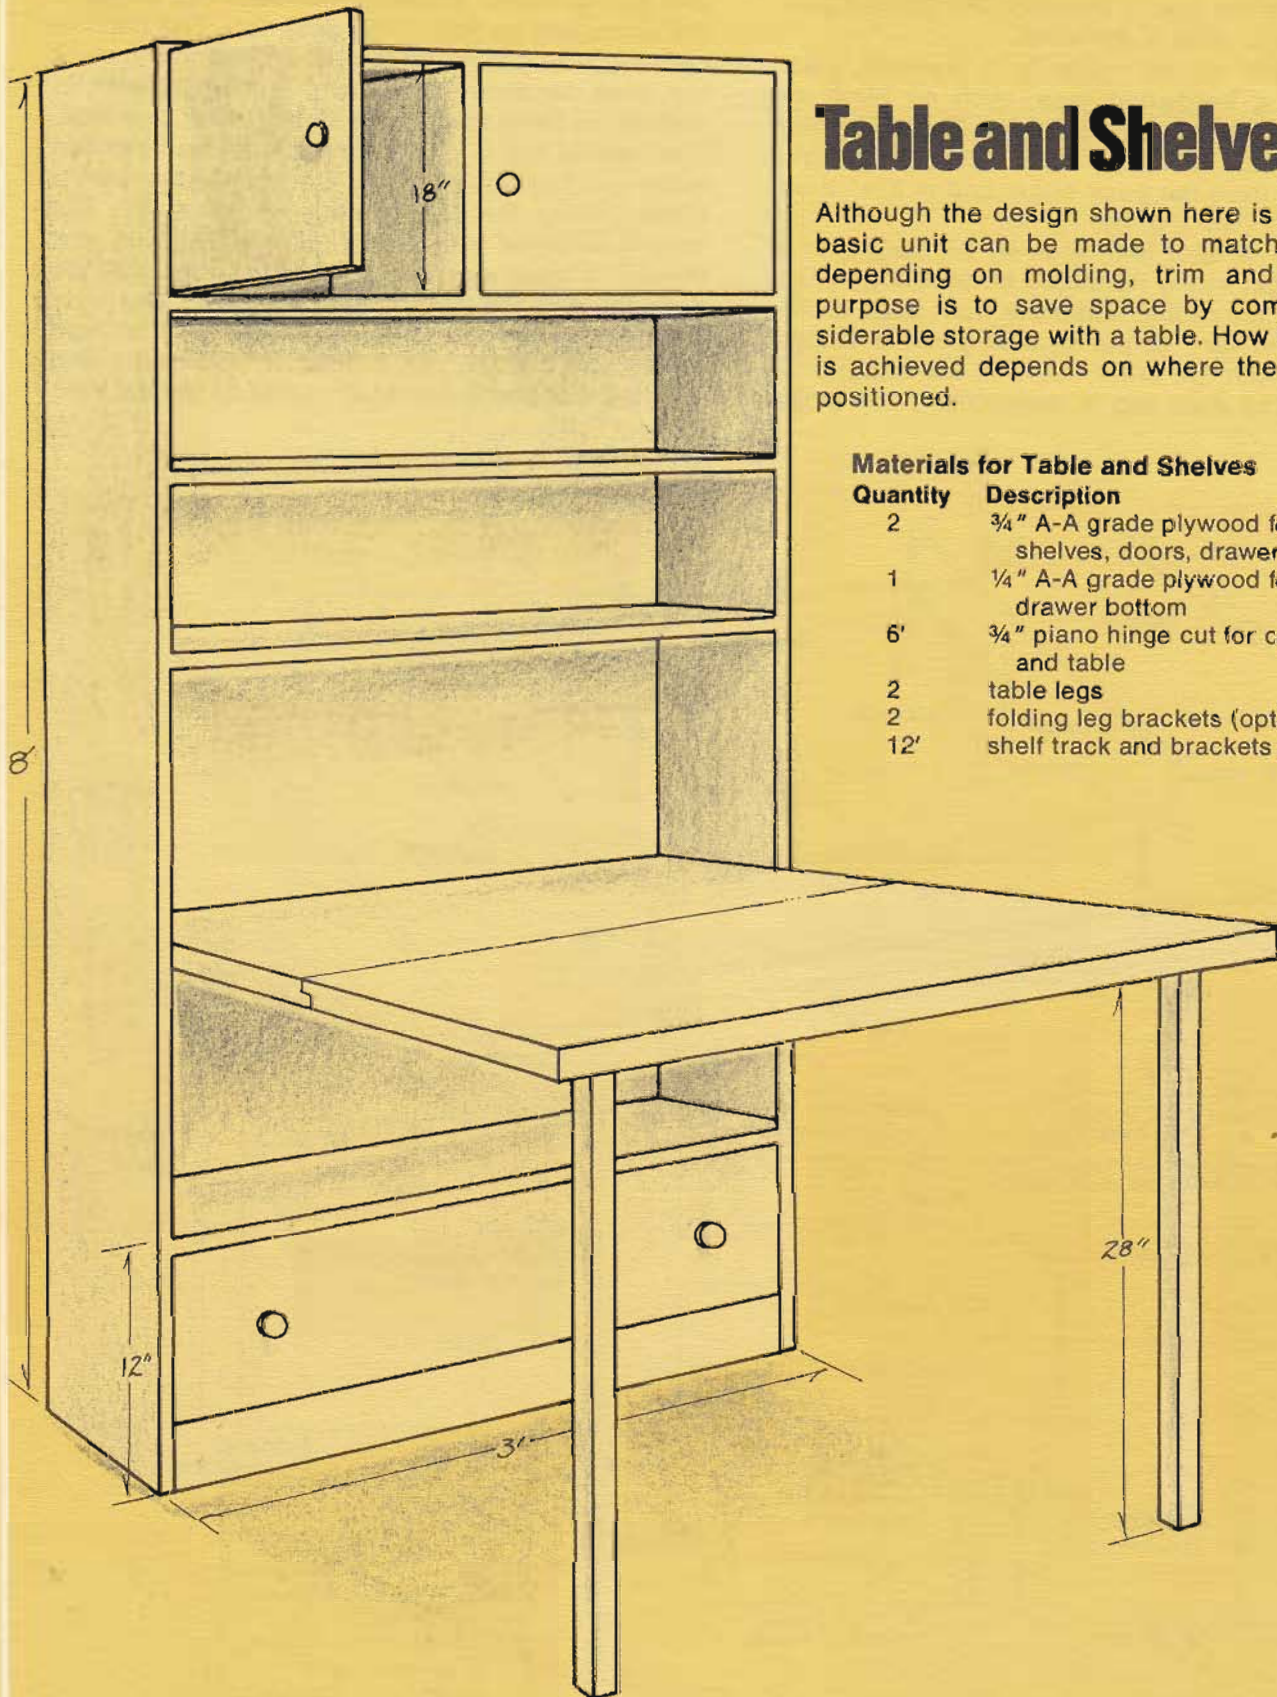 Table and Shelve
Although the design shown here is
basic unit can be made to match
depending on molding, trim and
purpose is to save space by com
siderable storage with a table. How
is achieved depends on where the
positioned.
Materials for Table and Shelves
Quantity Description
2 ¾" A-A grade plywood f
shelves, doors, drawer
1 ¼" A-A grade plywood f
drawer bottom
6' ¾" piano hinge cut for c
and table
2 table legs
2 folding leg brackets (opt
12' shelf track and brackets
18"
8'
28"
12"
3'